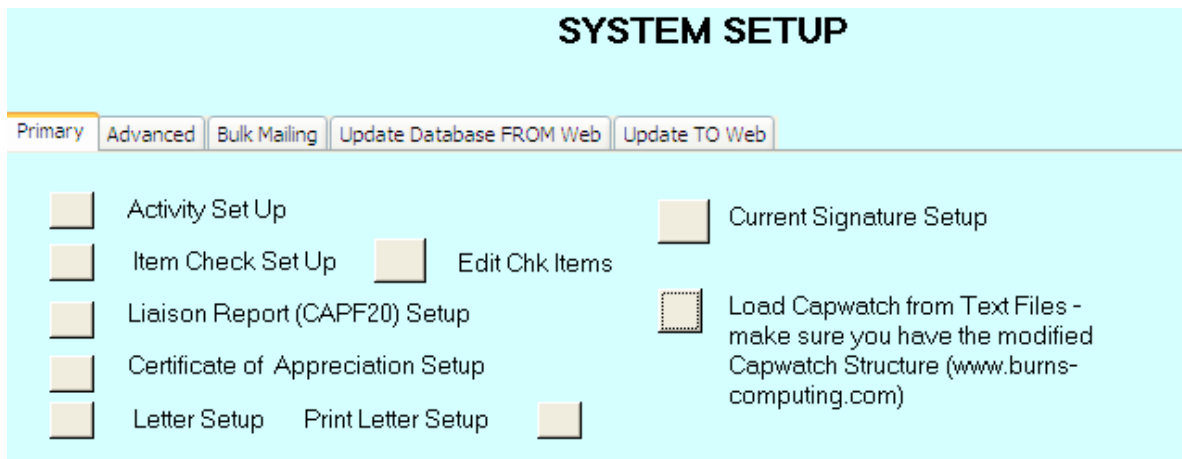 SYSTEM SETUP
Primary Advanced Bulk Mailing Update Database FROM Web Update TO Web
Activity Set Up
Item Check Set Up Edit Chk Items
Liaison Report (CAPF20) Setup
Certificate of Appreciation Setup
Letter Setup Print Letter Setup
Current Signature Setup
Load Capwatch from Text Files -
make sure you have the modified
Capwatch Structure (www.burns-
computing.com)